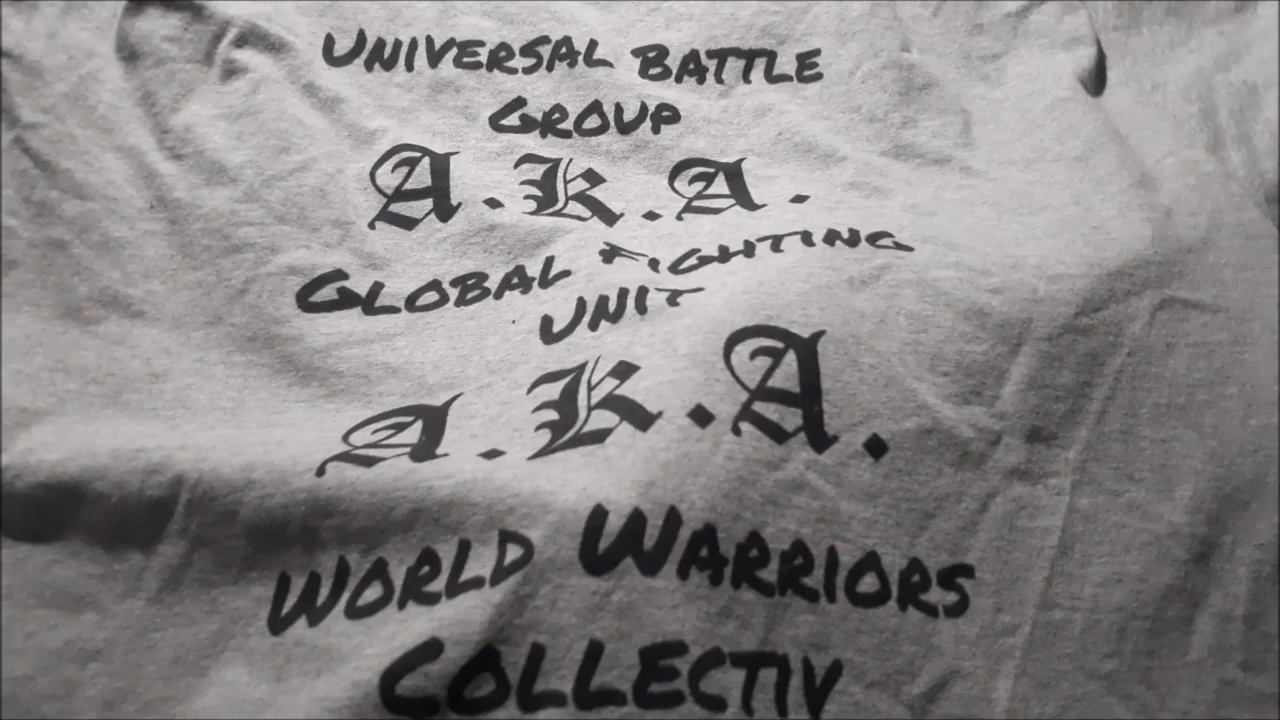 UNIVERSAL BATTLE
GROUP
A.K.A.
GLOBAL FIGHTING
UNIT
A.K.A.
WORLD WARRIORS
COLLECTIV